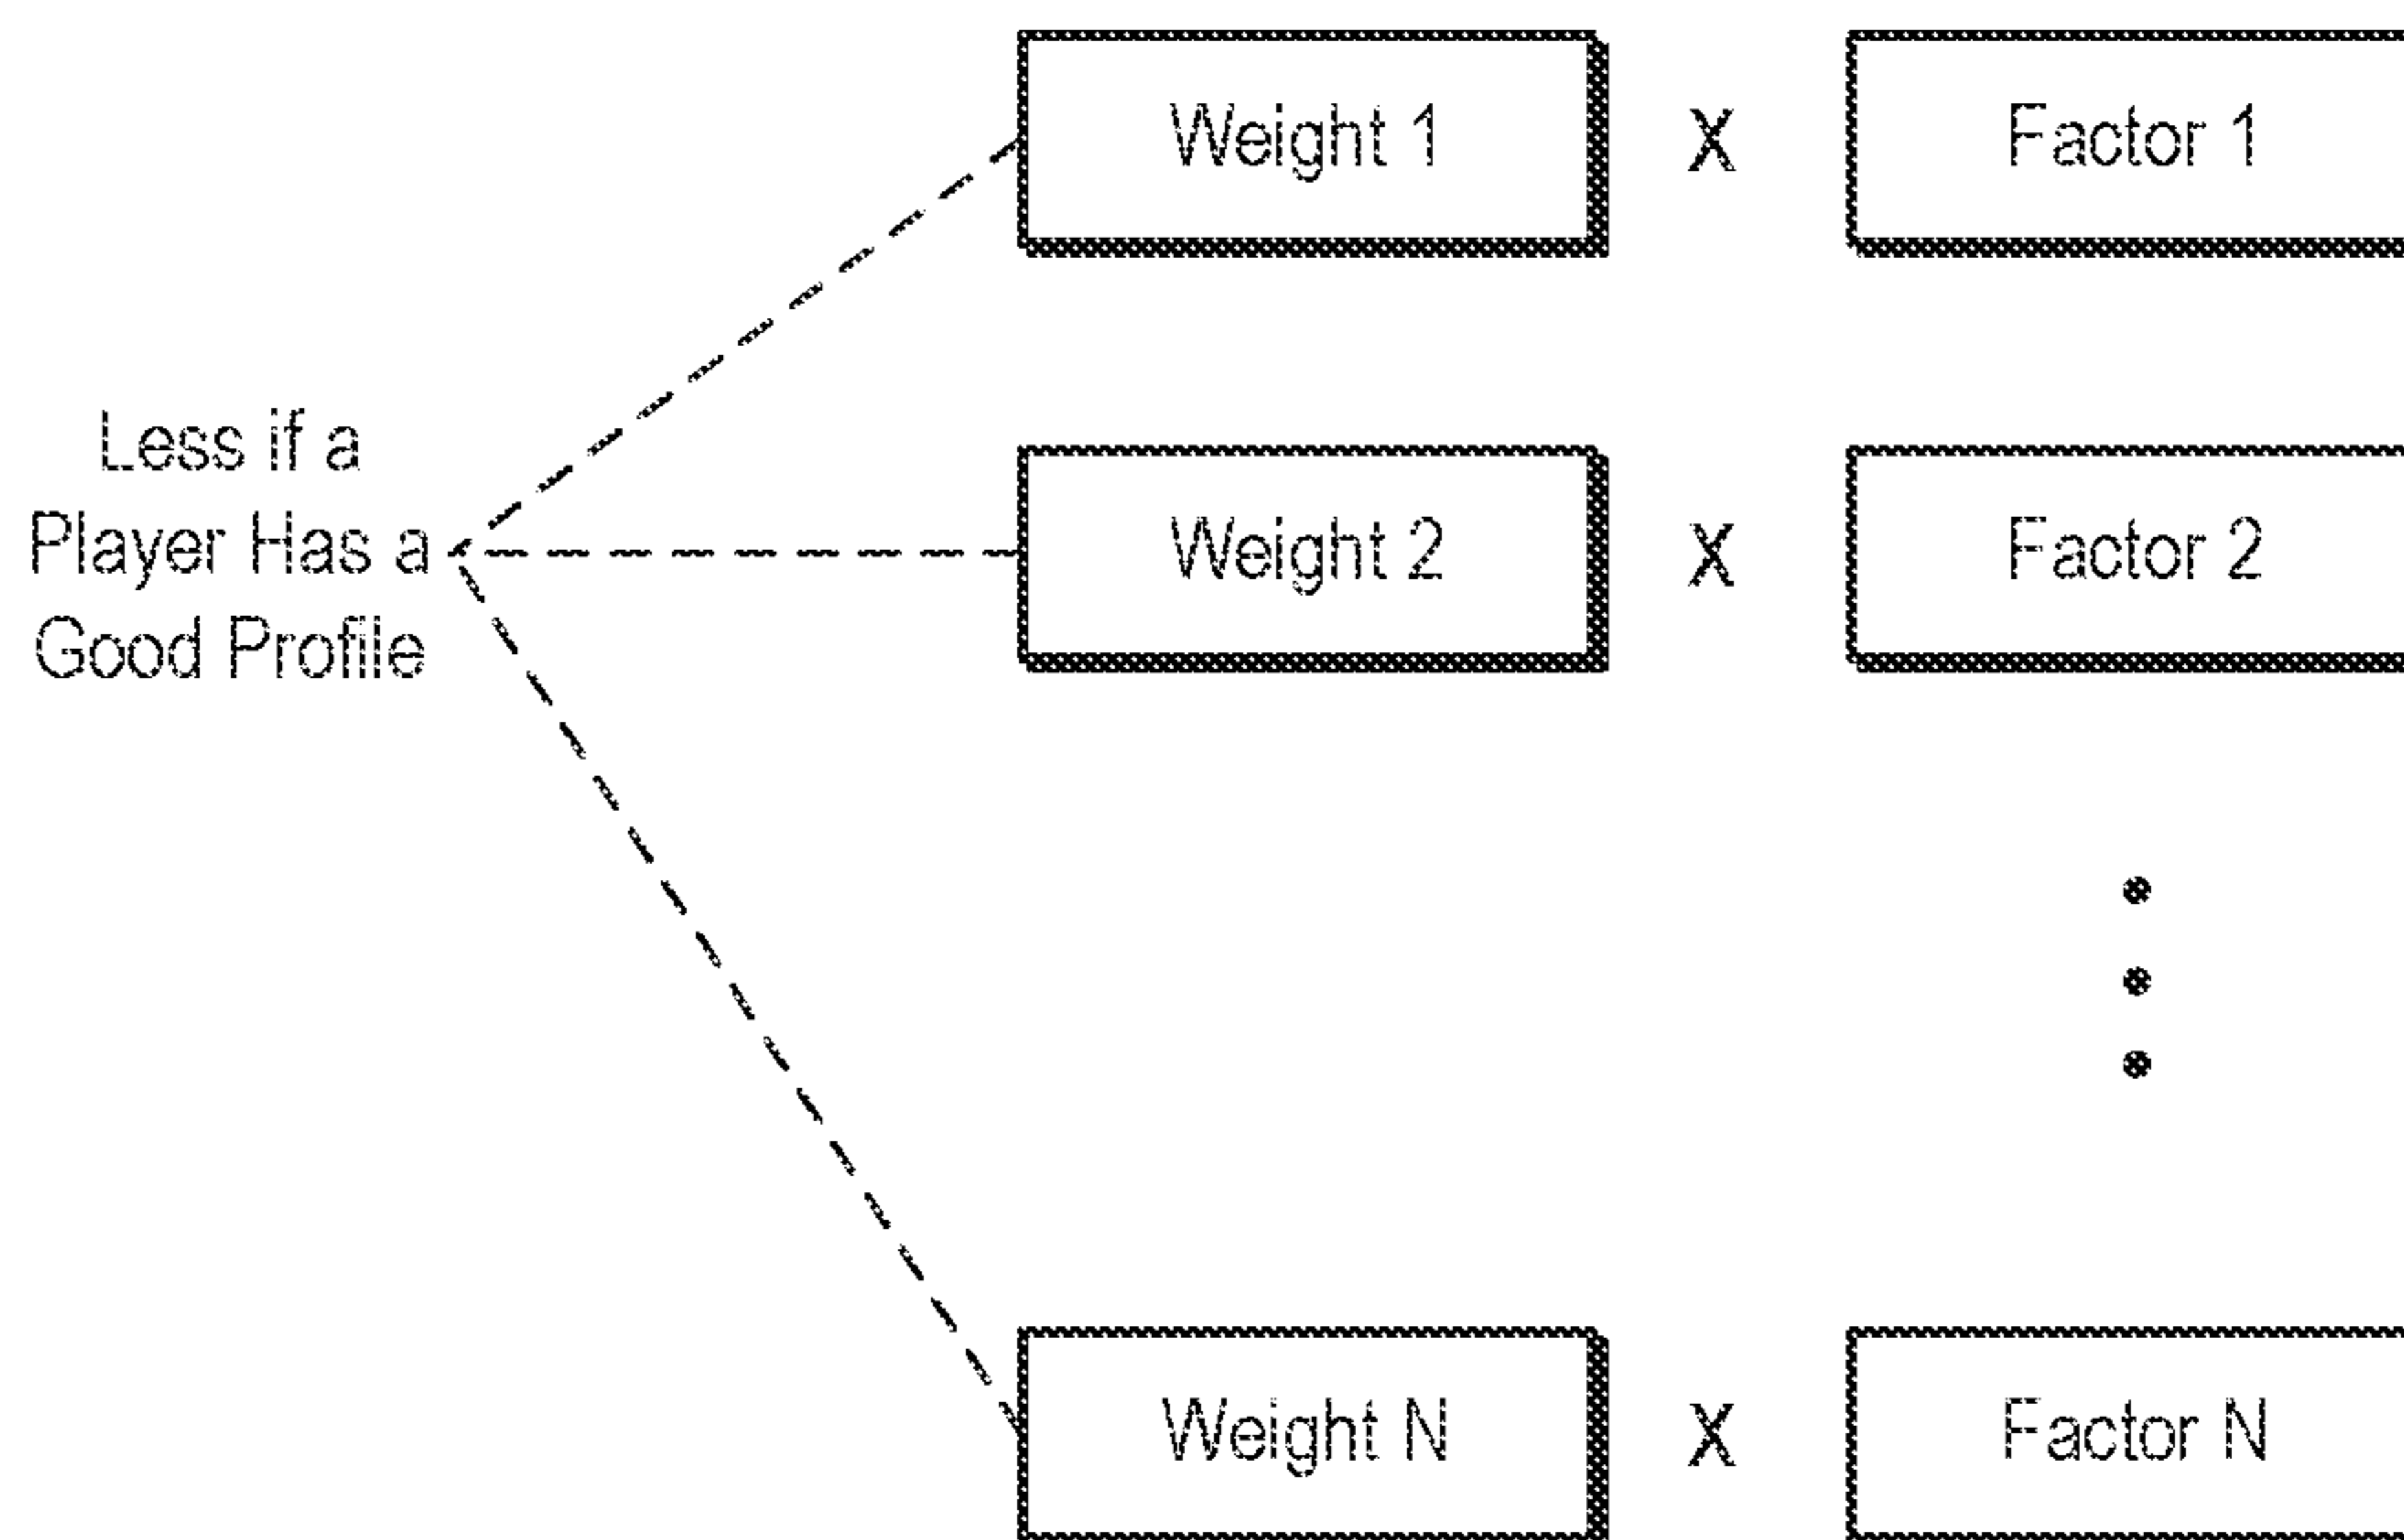 Weight 1 X Factor 1
Less if a
Player Has a
Good Profile
Weight 2 X Factor 2
Weight N X Factor N